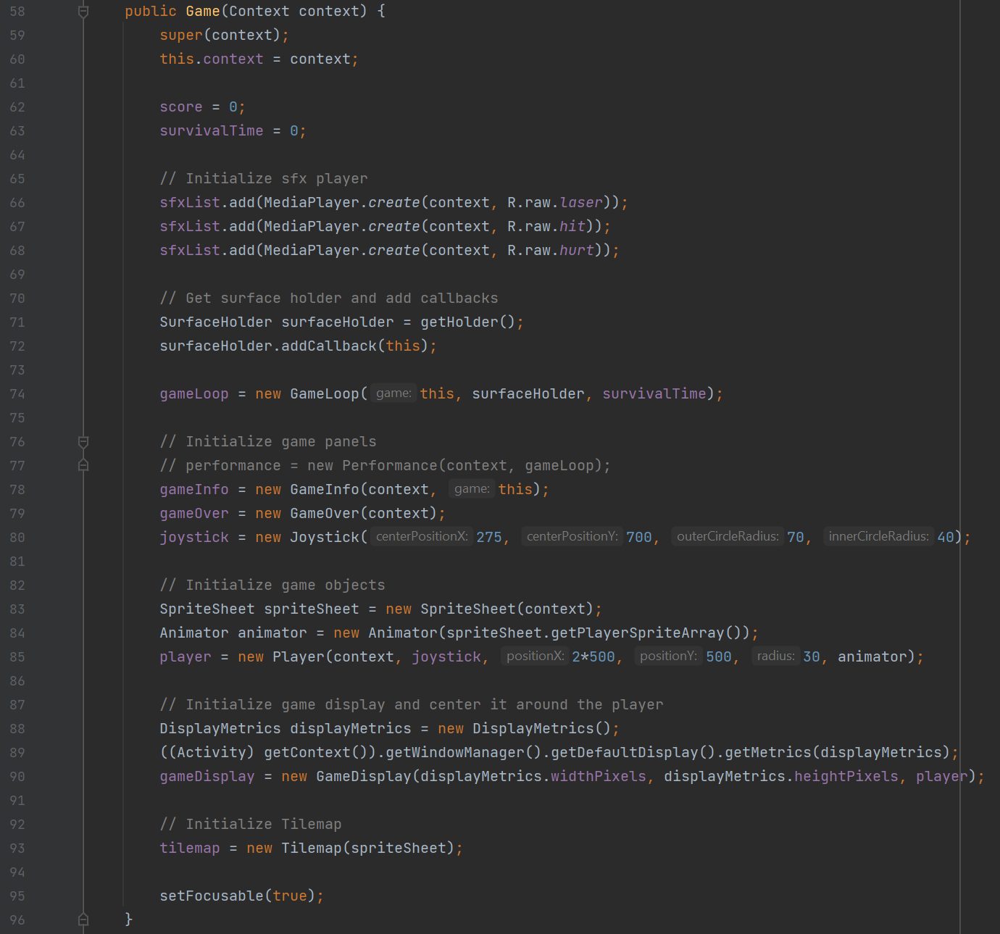 58 public Game(Context context) {
59 super(context);
60 this.context = context;
61
62 score = 0;
63 survivalTime = 0;
64
65 // Initialize sfx player
66 sfxList.add(MediaPlayer.create(context, R.raw.laser));
67 sfxList.add(MediaPlayer.create(context, R.raw.hit));
68 sfxList.add(MediaPlayer.create(context, R.raw.hurt));
69
70 // Get surface holder and add callbacks
71 SurfaceHolder surfaceHolder = getHolder();
72 surfaceHolder.addCallback(this);
73
74 gameLoop = new GameLoop( game: this, surfaceHolder, survivalTime);
75
76 // Initialize game panels
77 // performance = new Performance(context, gameLoop);
78 gameInfo = new GameInfo(context, game: this);
79 gameOver = new GameOver(context);
80 joystick = new Joystick( centerPositionX: 275, centerPositionY: 700, outerCircleRadius: 70, innerCircleRadius: 40);
81
82 // Initialize game objects
83 SpriteSheet spriteSheet = new SpriteSheet(context);
84 Animator animator = new Animator(spriteSheet.getPlayerSpriteArray());
85 player = new Player(context, joystick, positionX: 2*500, positionY: 500, radius: 30, animator);
86
87 // Initialize game display and center it around the player
88 DisplayMetrics displayMetrics = new DisplayMetrics();
89 ((Activity) getContext()).getWindowManager().getDefaultDisplay().getMetrics(displayMetrics);
90 gameDisplay = new GameDisplay(displayMetrics.widthPixels, displayMetrics.heightPixels, player);
91
92 // Initialize Tilemap
93 tilemap = new Tilemap(spriteSheet);
94
95 setFocusable(true);
96 }